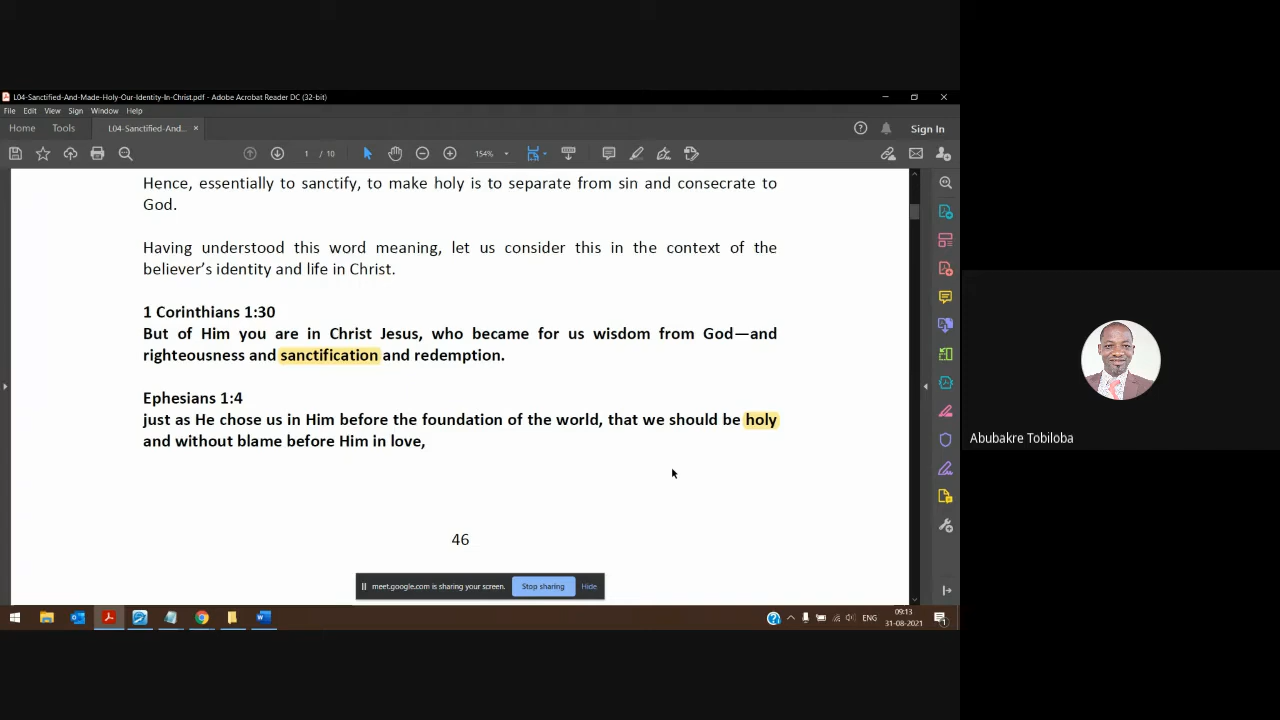 L04-Sanctified-And-Made-Holy-Our-Identity-In-Christ.pdf - Adobe Acrobat Reader DC (32-bit)
File Edit View Sign Window Help
Home Tools L04-Sanctified-And... × Sign In
1 / 10 154%
Hence, essentially to sanctify, to make holy is to separate from sin and consecrate to
God.
Having understood this word meaning, let us consider this in the context of the
believer’s identity and life in Christ.
1 Corinthians 1:30
But of Him you are in Christ Jesus, who became for us wisdom from God—and
righteousness and sanctification and redemption.
Ephesians 1:4
just as He chose us in Him before the foundation of the world, that we should be holy
and without blame before Him in love,
46
meet.google.com is sharing your screen. Stop sharing Hide
Abubakre Tobiloba
ENG 09:13
31-08-2021